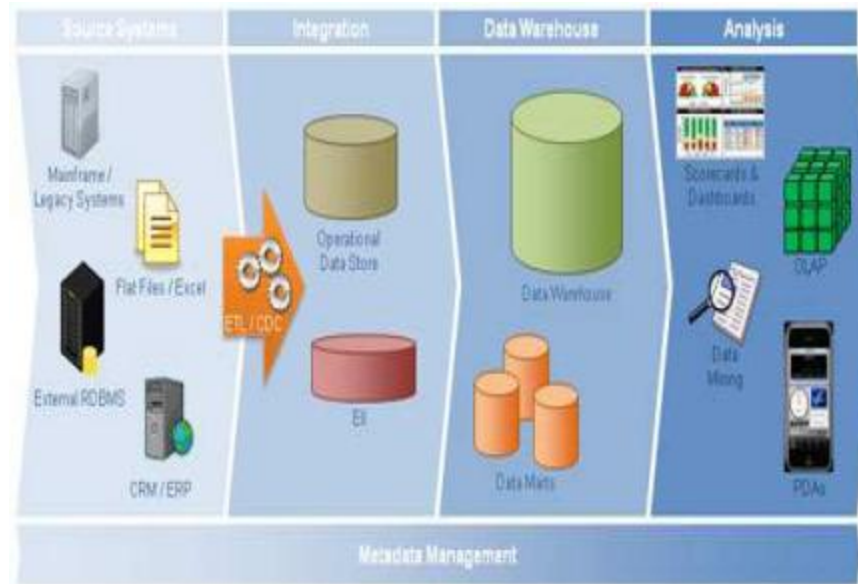 Source Systems
Integration
Data Warehouse
Analysis
Mainframe /
Legacy Systems
Flat Files / Excel
External RDBMS
CRM / ERP
ETL / CDC
Operational
Data Store
EII
Data Warehouse
Data Marts
Scorecards &
Dashboards
OLAP
Data
Mining
PDAs
Metadata Management